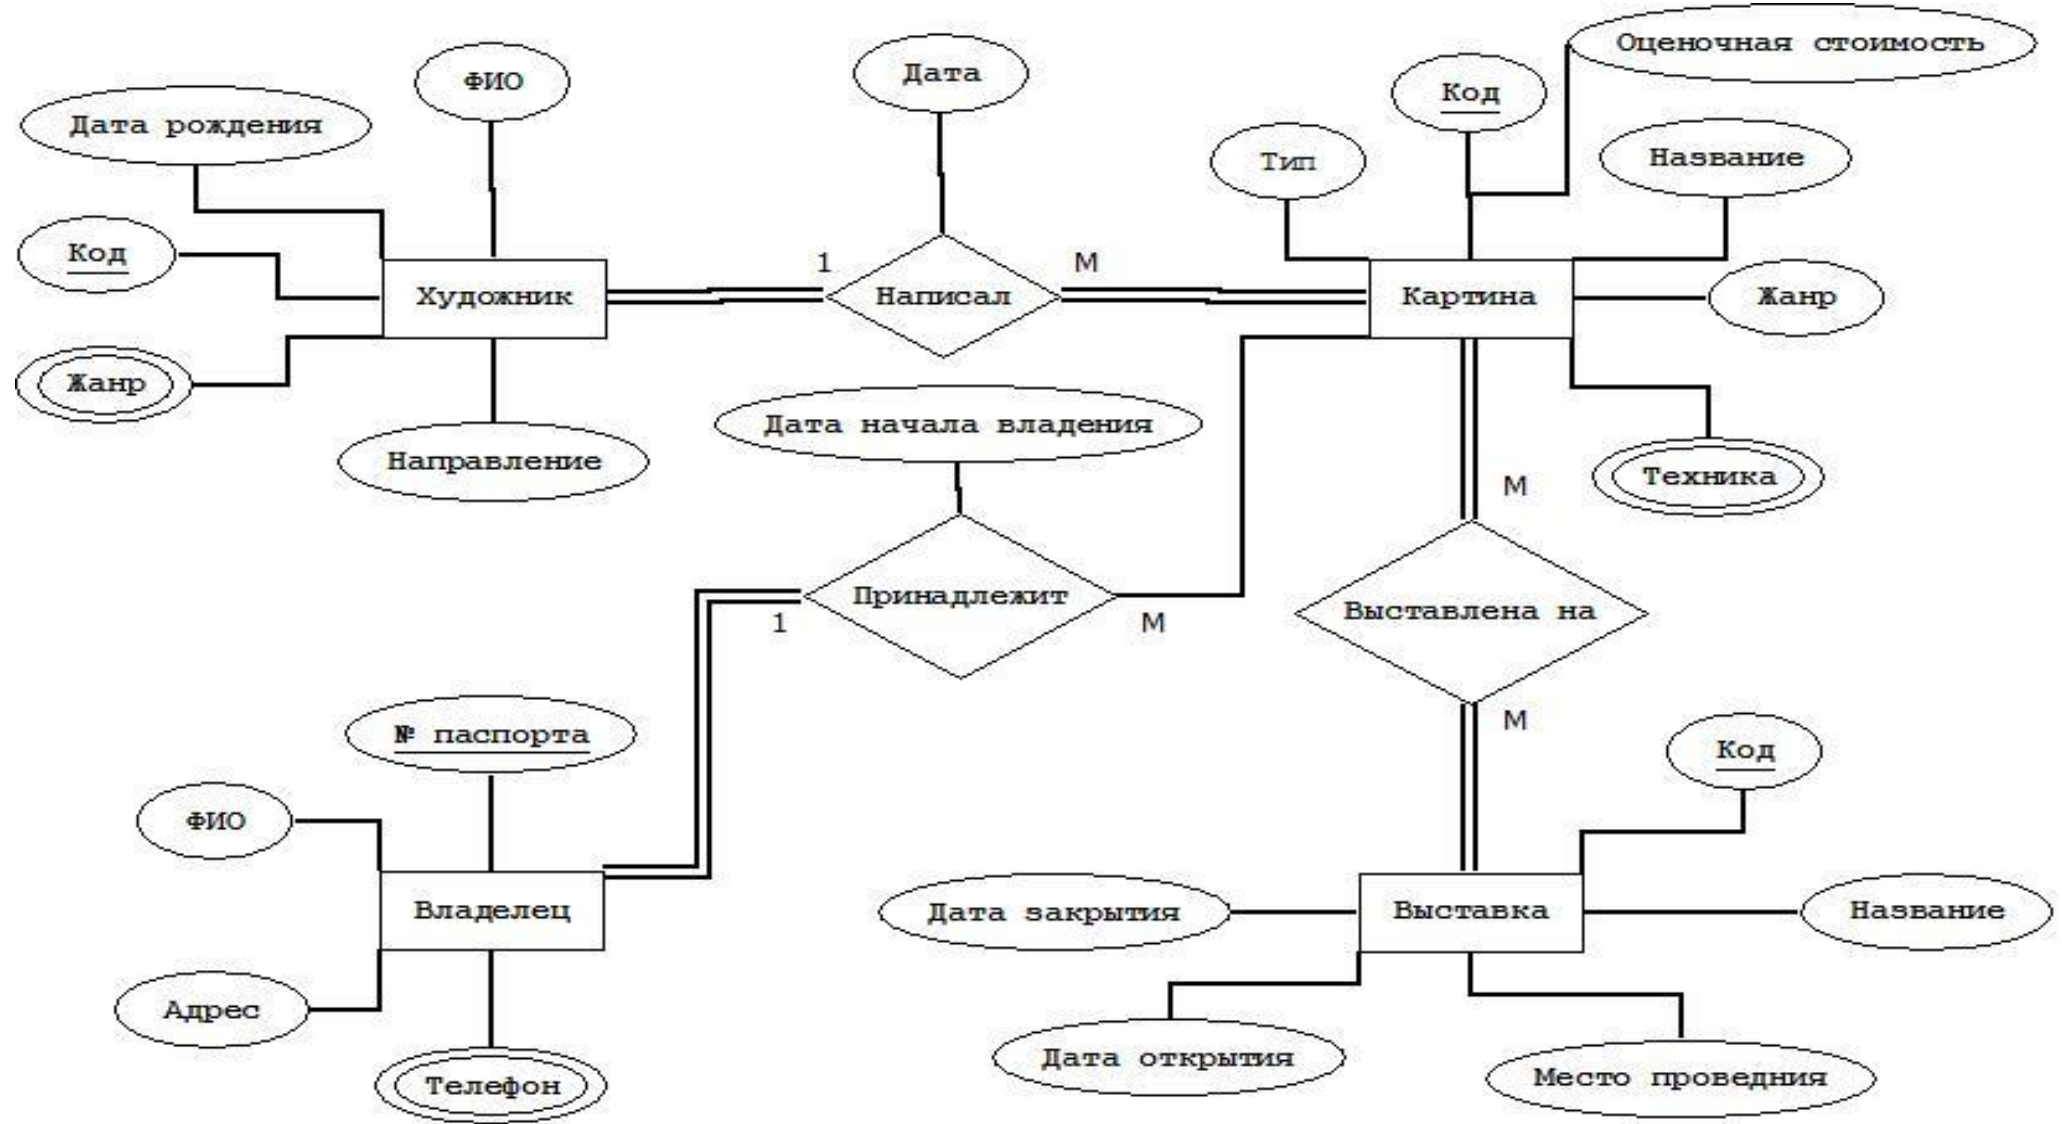 Оценочная стоимость
Дата
ФИО
Код
Дата рождения
Тип
Название
Код
1
М
Художник
Написал
Картина
Жанр
Жанр
Дата начала владения
Направление
Техника
М
Принадлежит
Выставлена на
1
М
М
№ паспорта
Код
ФИО
Владелец
Дата закрытия
Выставка
Название
Адрес
Дата открытия
Место проведния
Телефон